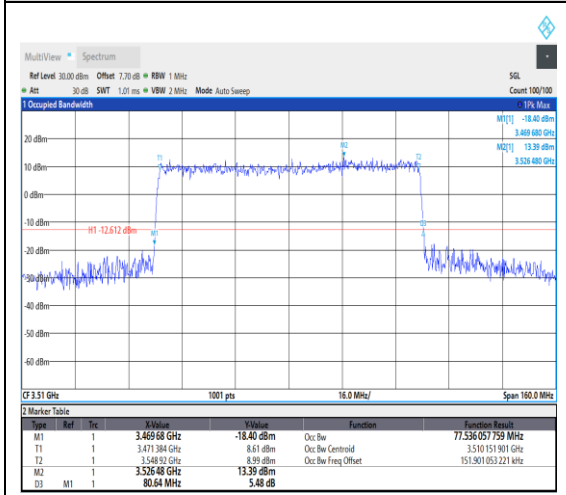 MultiView Spectrum
Ref Level 30.00 dBm Offset 7.70 dB RBW 1 MHz SGL
Att 30 dB SWT 1.01 ms VBW 2 MHz Mode Auto Sweep Count 100/100
1 Occupied Bandwidth 1Pk Max
M1[1] -18.40 dBm
3.469 680 GHz
M2[1] 13.39 dBm
3.526 480 GHz
20 dBm
M2
T1 T2
10 dBm
0 dBm
-10 dBm
H1 -12.612 dBm M1 D3
-20 dBm
-30 dBm
-40 dBm
-50 dBm
-60 dBm
CF 3.51 GHz 1001 pts 16.0 MHz/ Span 160.0 MHz
2 Marker Table
Type Ref Trc X-Value Y-Value Function Function Result
M1 1 3.469 68 GHz -18.40 dBm Occ Bw 77.536 057 759 MHz
T1 1 3.471 384 GHz 8.61 dBm Occ Bw Centroid 3.510 151 901 GHz
T2 1 3.548 92 GHz 8.99 dBm Occ Bw Freq Offset 151.901 053 221 kHz
M2 1 3.526 48 GHz 13.39 dBm
D3 M1 1 80.64 MHz 5.48 dB